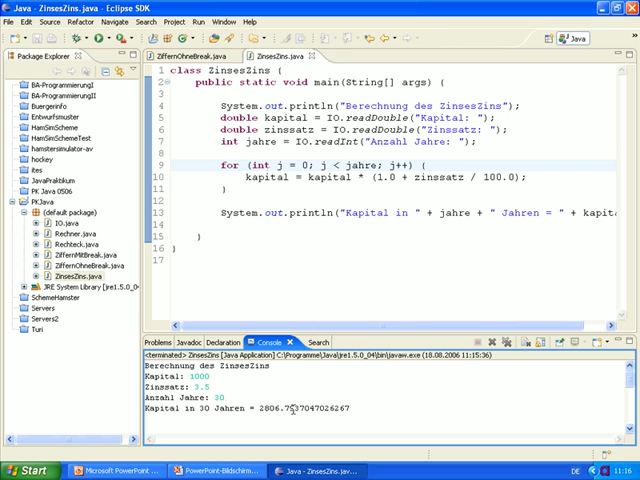 Java - ZinsesZins.java - Eclipse SDK
File Edit Source Refactor Navigate Search Project Run Window Help
Java
Package Explorer
BA-ProgrammierungI
BA-ProgrammierungII
Buergerinfo
Entwurfsmuster
HamSimScheme
HamSimSchemeTest
hamstersimulator-av
hockey
ites
JavaPraktikum
PK Java 0506
PKJava
(default package)
IO.java
Rechner.java
Rechteck.java
ZiffernMitBreak.java
ZiffernOhneBreak.java
ZinsesZins.java
JRE System Library [jre1.5.0_04
SchemeHamster
Servers
Servers2
Turi
ZiffernOhneBreak.java
ZinsesZins.java
1 class ZinsesZins {
2 public static void main(String[] args) {
3
4 System.out.println("Berechnung des ZinsesZins");
5 double kapital = IO.readDouble("Kapital: ");
6 double zinssatz = IO.readDouble("Zinssatz: ");
7 int jahre = IO.readInt("Anzahl Jahre: ");
8
9 for (int j = 0; j < jahre; j++) {
10 kapital = kapital * (1.0 + zinssatz / 100.0);
11 }
12
13 System.out.println("Kapital in " + jahre + " Jahren = " + kapita
14
15 }
16 }
17
Problems Javadoc Declaration Console Search
<terminated> ZinsesZins [Java Application] C:\Programme\Java\jre1.5.0_04\bin\javaw.exe (18.08.2006 11:15:36)
Berechnung des ZinsesZins
Kapital: 1000
Zinssatz: 3.5
Anzahl Jahre: 30
Kapital in 30 Jahren =
Start
Microsoft PowerPoint ...
PowerPoint-Bildschirm...
Java - ZinsesZins.jav...
DE
11:16